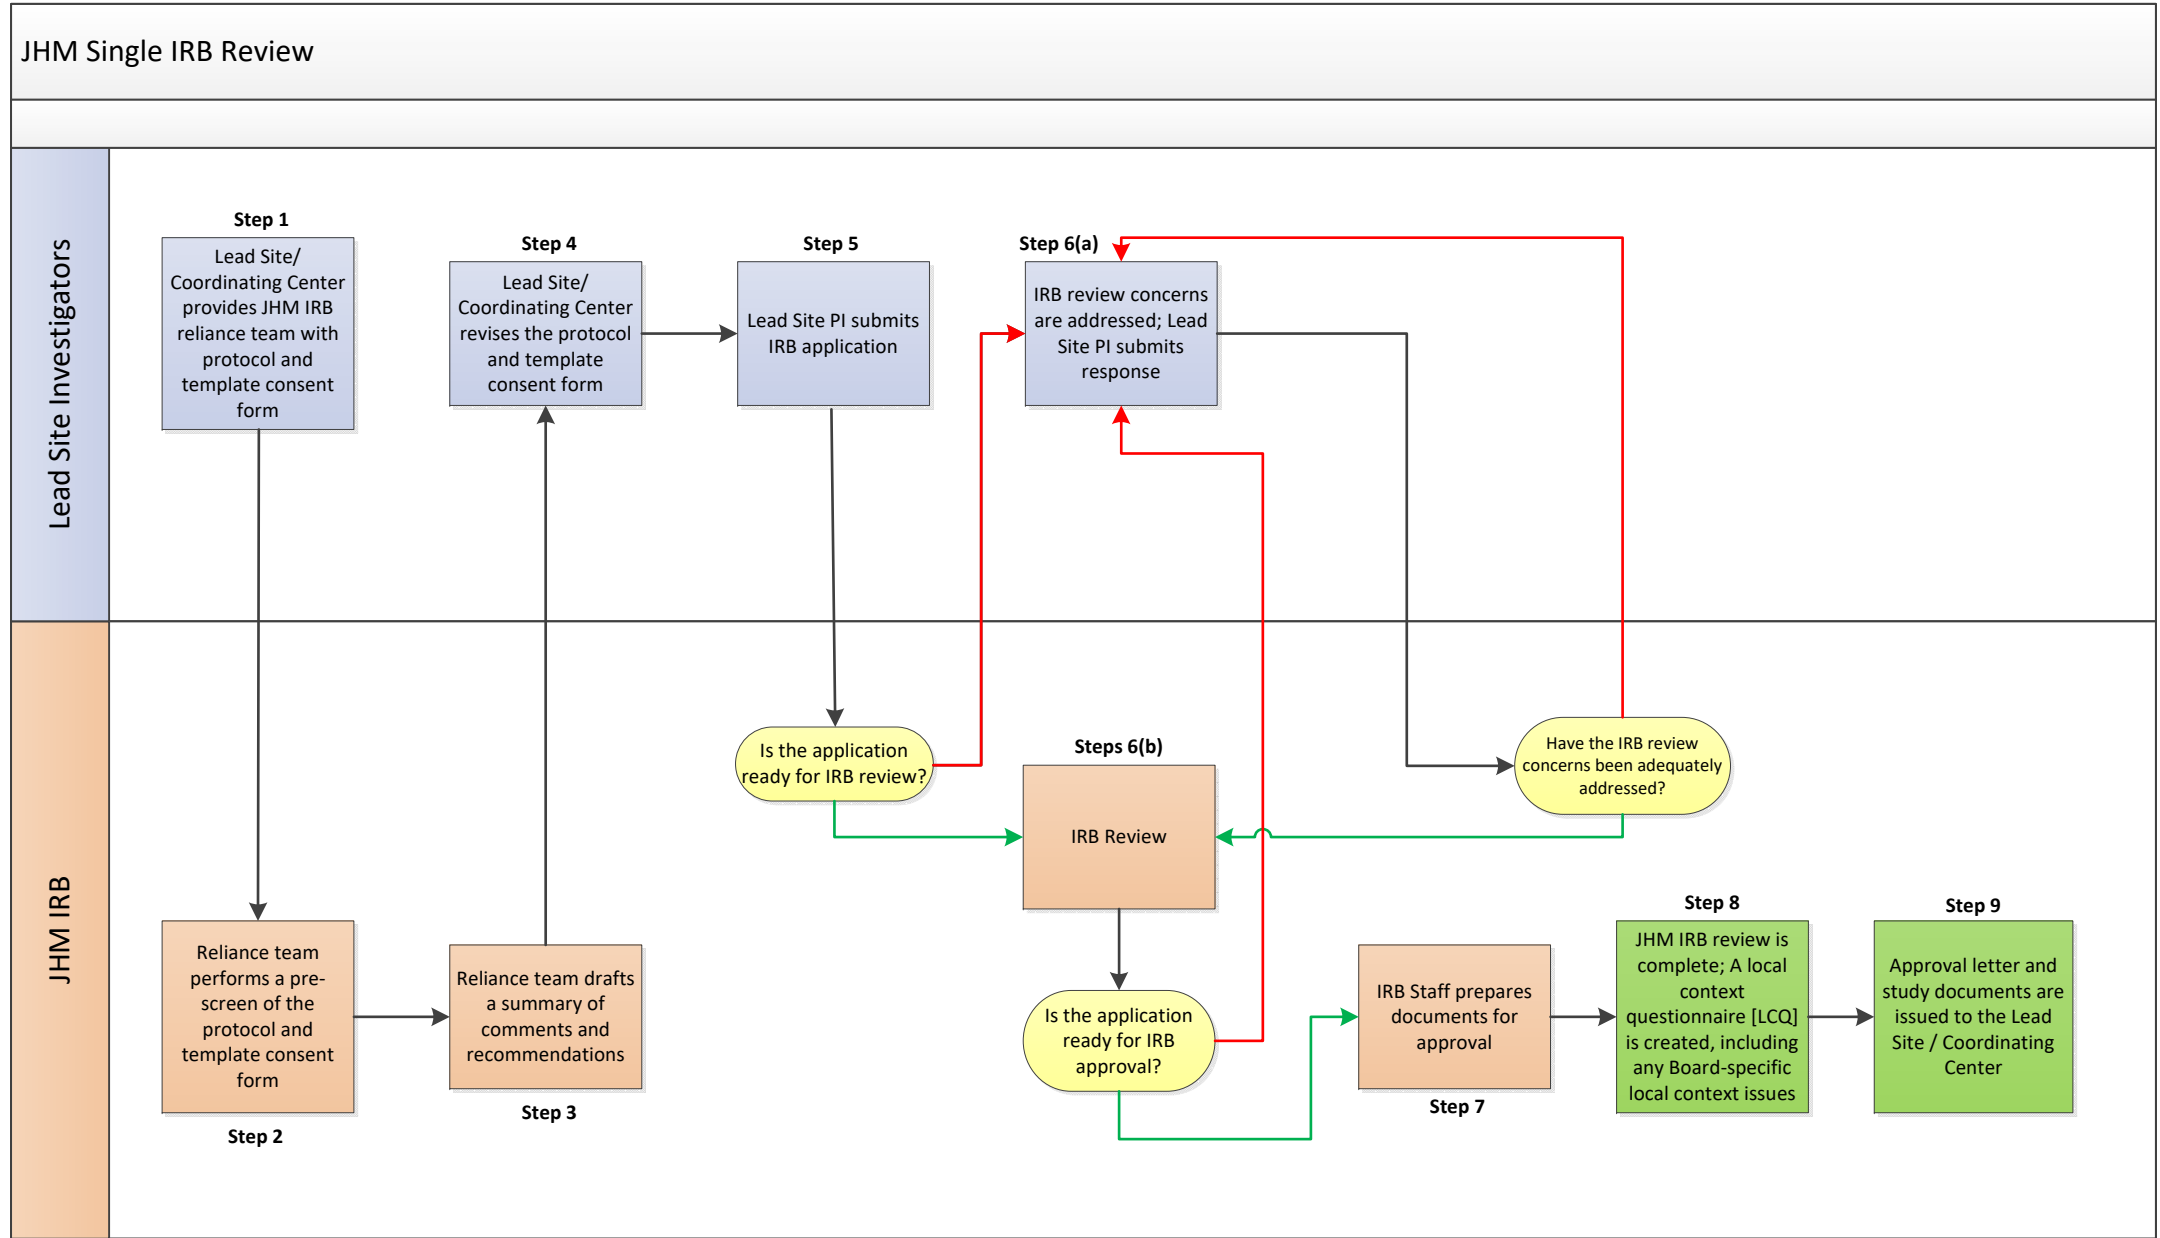 JHM Single IRB Review
Lead Site Investigators
Step 1
Lead Site/
Coordinating Center
provides JHM IRB
reliance team with
protocol and
template consent
form
Step 4
Lead Site/
Coordinating Center
revises the protocol
and template
consent form
Step 5
Lead Site PI submits
IRB application
Step 6(a)
IRB review concerns
are addressed; Lead
Site PI submits
response
JHM IRB
Reliance team
performs a pre-
screen of the
protocol and
template consent
form
Step 2
Reliance team drafts
a summary of
comments and
recommendations
Step 3
Is the application
ready for IRB review?
Steps 6(b)
IRB Review
Have the IRB review
concerns been adequately
addressed?
Is the application
ready for IRB
approval?
IRB Staff prepares
documents for
approval
Step 7
Step 8
JHM IRB review is
complete; A local
context
questionnaire [LCQ]
is created, including
any Board-specific
local context issues
Step 9
Approval letter and
study documents are
issued to the Lead
Site / Coordinating
Center